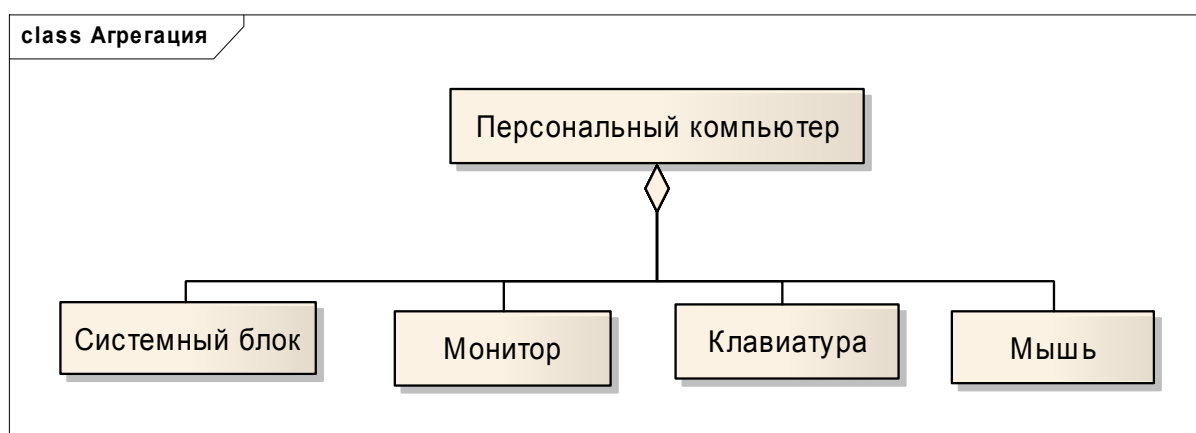 class Агрегация
Персональный компьютер
Системный блок
Монитор
Клавиатура
Мышь